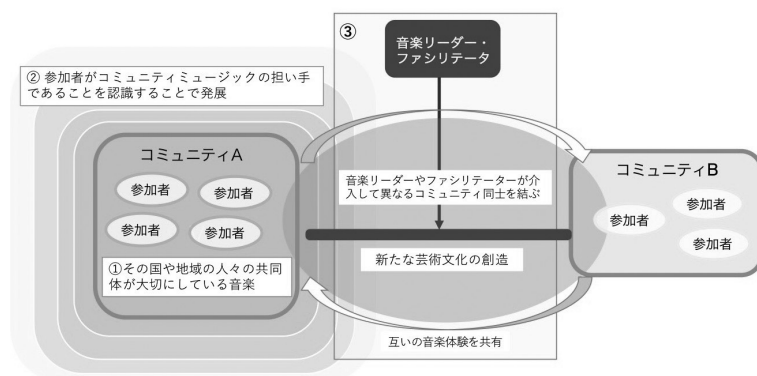 ③
音楽リーダー・
ファシリテータ
② 参加者がコミュニティミュージックの担い手
であることを認識することで発展
コミュニティA
参加者
参加者
参加者
参加者
①その国や地域の人々の共同
体が大切にしている音楽
音楽リーダーやファシリテーターが介
入して異なるコミュニティ同士を結ぶ
新たな芸術文化の創造
互いの音楽体験を共有
コミュニティB
参加者
参加者
参加者